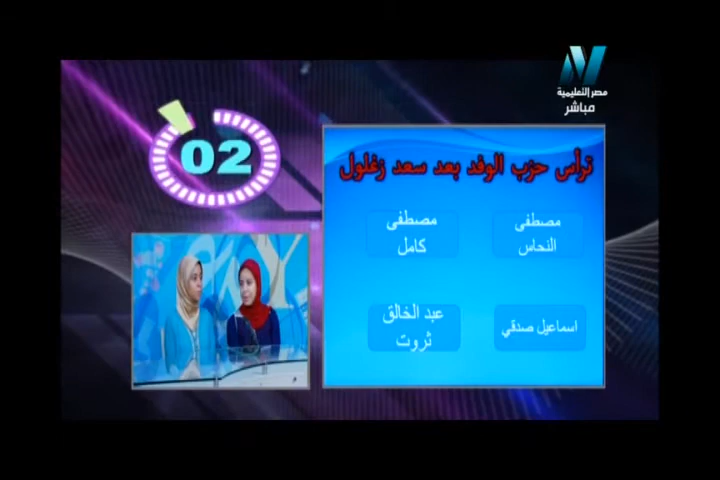 مصر التعليمية
مباشر
02
ترأس حزب الوفد بعد سعد زغلول
مصطفى
النحاس
مصطفى
كامل
اسماعيل صدقي
عبد الخالق
ثروت